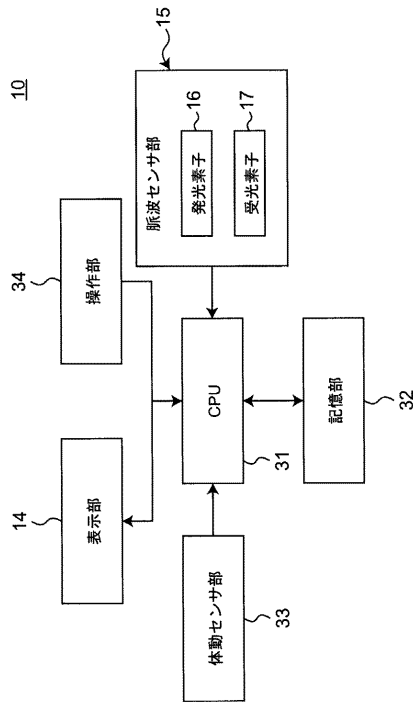 10
15
脈波センサ部
発光素子
16
受光素子
17
操作部
34
表示部
14
CPU
31
記憶部
32
体動センサ部
33